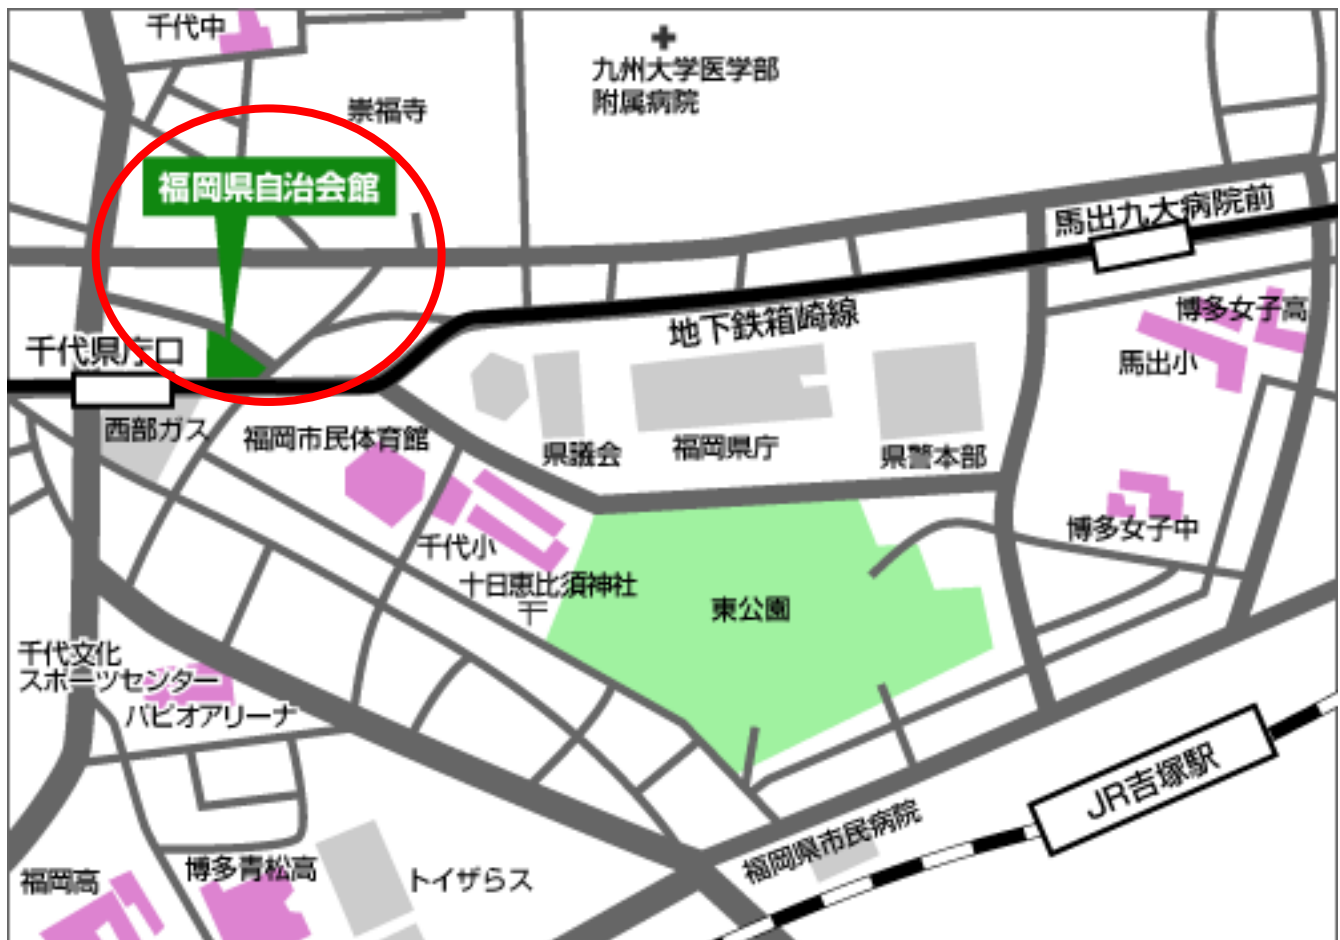 千代中
九州大学医学部
附属病院
崇福寺
福岡県自治会館
馬出九大病院前
地下鉄箱崎線
博多女子高
千代県庁口
馬出小
西部ガス
福岡市民体育館
県議会
福岡県庁
県警本部
博多女子中
千代小
十日恵比須神社
東公園
千代文化
スポーツセンター
パピオアリーナ
JR吉塚駅
福岡県市民病院
博多青松高
福岡高
トイザらス